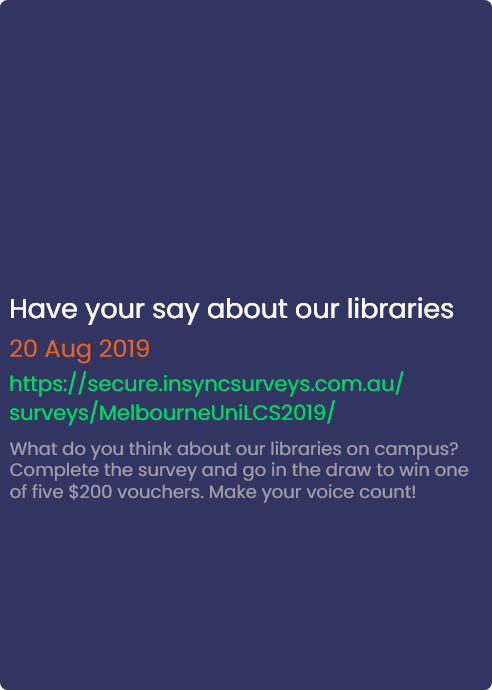 Have your say about our libraries
20 Aug 2019
https://secure.insyncsurveys.com.au/
surveys/MelbourneUniLCS2019/
What do you think about our libraries on campus?
Complete the survey and go in the draw to win one
of five $200 vouchers. Make your voice count!